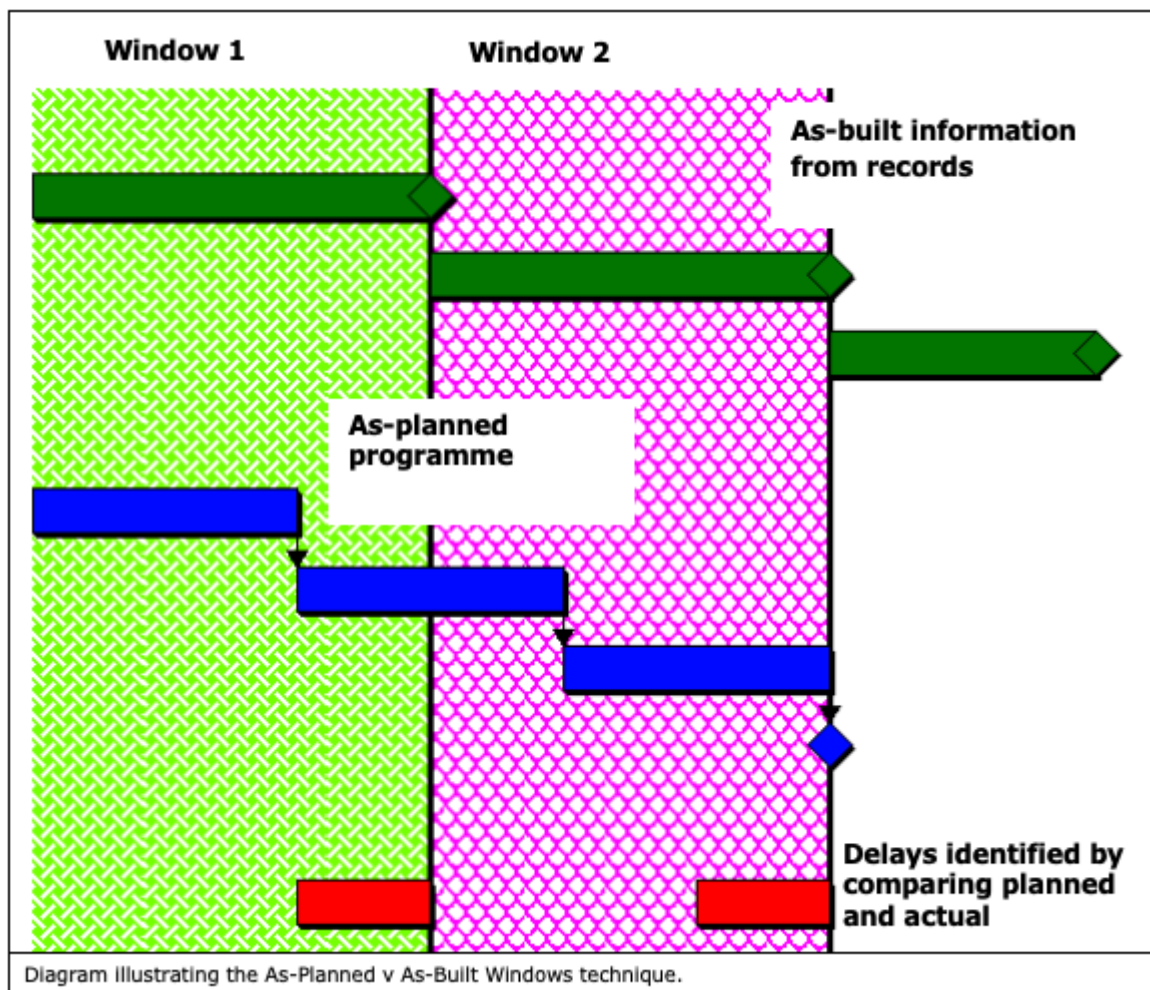 Window 1
Window 2
As-built information
from records
As-planned
programme
Delays identified by
comparing planned
and actual
Diagram illustrating the As-Planned v As-Built Windows technique.